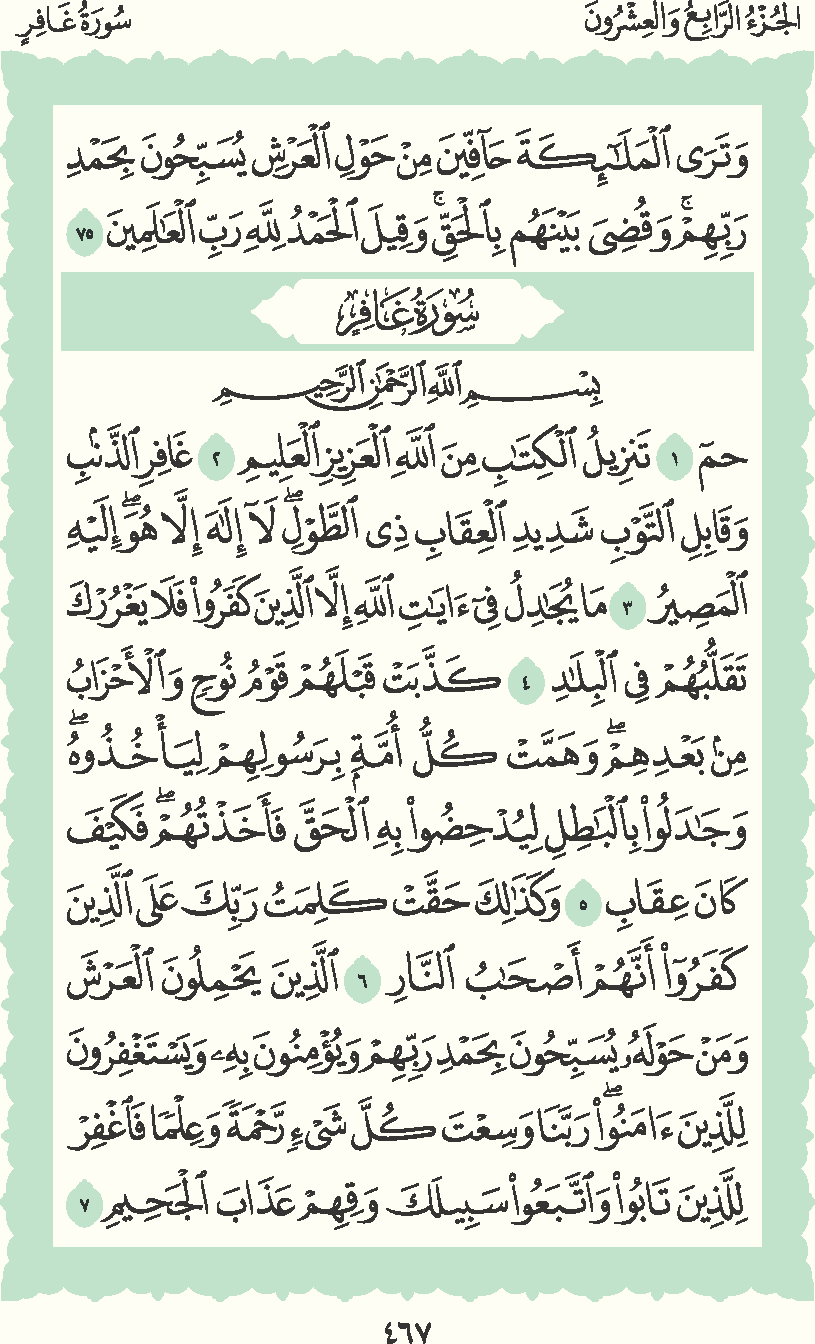 الجُزْءُ الرَّابِعُ وَالعِشْرُونَ سُورَةُ غَافِرٍ
وَتَرَى ٱلْمَلَـٰٓئِكَةَ حَآفِّينَ مِنْ حَوْلِ ٱلْعَرْشِ يُسَبِّحُونَ بِحَمْدِ
رَبِّهِمْ ۖ وَقُضِىَ بَيْنَهُم بِٱلْحَقِّ ۚ وَقِيلَ ٱلْحَمْدُ لِلَّهِ رَبِّ ٱلْعَـٰلَمِينَ ٧٥
سُورَةُ غَافِرٍ
بِسْمِ ٱللَّهِ ٱلرَّحْمَـٰنِ ٱلرَّحِيمِ
حمٓ ١ تَنزِيلُ ٱلْكِتَـٰبِ مِنَ ٱللَّهِ ٱلْعَزِيزِ ٱلْعَلِيمِ ٢ غَافِرِ ٱلذَّنۢبِ
وَقَابِلِ ٱلتَّوْبِ شَدِيدِ ٱلْعِقَابِ ذِى ٱلطَّوْلِ ۖ لَآ إِلَـٰهَ إِلَّا هُوَ ۖ إِلَيْهِ
ٱلْمَصِيرُ ٣ مَا يُجَـٰدِلُ فِىٓ ءَايَـٰتِ ٱللَّهِ إِلَّا ٱلَّذِينَ كَفَرُوا۟ فَلَا يَغْرُرْكَ
تَقَلُّبُهُمْ فِى ٱلْبِلَـٰدِ ٤ كَذَّبَتْ قَبْلَهُمْ قَوْمُ نُوحٍ وَٱلْأَحْزَابُ
مِنۢ بَعْدِهِمْ ۖ وَهَمَّتْ كُلُّ أُمَّةٍۭ بِرَسُولِهِمْ لِيَأْخُذُوهُ ۖ
وَجَـٰدَلُوا۟ بِٱلْبَـٰطِلِ لِيُدْحِضُوا۟ بِهِ ٱلْحَقَّ فَأَخَذْتُهُمْ ۖ فَكَيْفَ
كَانَ عِقَابِ ٥ وَكَذَٰلِكَ حَقَّتْ كَلِمَتُ رَبِّكَ عَلَى ٱلَّذِينَ
كَفَرُوٓا۟ أَنَّهُمْ أَصْحَـٰبُ ٱلنَّارِ ٦ ٱلَّذِينَ يَحْمِلُونَ ٱلْعَرْشَ
وَمَنْ حَوْلَهُۥ يُسَبِّحُونَ بِحَمْدِ رَبِّهِمْ وَيُؤْمِنُونَ بِهِۦ وَيَسْتَغْفِرُونَ
لِلَّذِينَ ءَامَنُوا۟ ۖ رَبَّنَا وَسِعْتَ كُلَّ شَىْءٍ رَّحْمَةً وَعِلْمًا فَٱغْفِرْ
لِلَّذِينَ تَابُوا۟ وَٱتَّبَعُوا۟ سَبِيلَكَ وَقِهِمْ عَذَابَ ٱلْجَحِيمِ ٧
٤٦٧